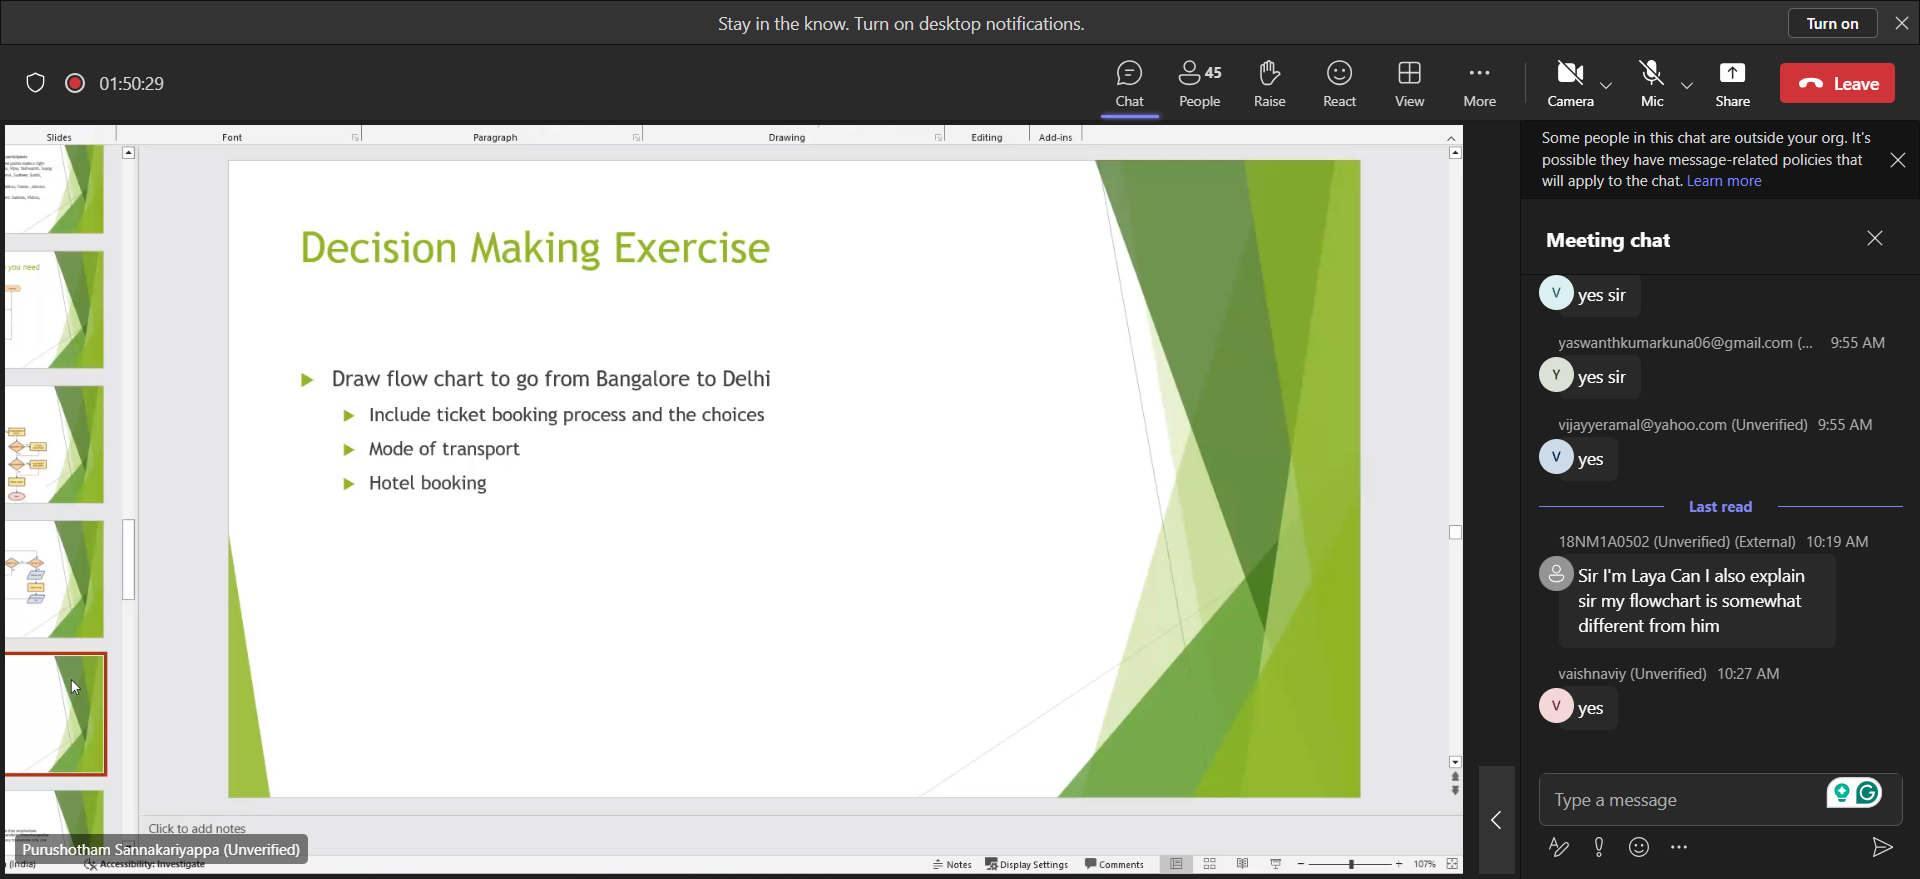 Stay in the know. Turn on desktop notifications.
Turn on
01:50:29
Chat
45
People
Raise
React
View
More
Camera
Mic
Share
Leave
Slides
Font
Paragraph
Drawing
Editing
Add-ins
you need
Decision Making Exercise
Draw flow chart to go from Bangalore to Delhi
Include ticket booking process and the choices
Mode of transport
Hotel booking
Click to add notes
Purushotham Sannakariyappa (Unverified)
(India)
Accessibility: Investigate
Notes
Display Settings
Comments
107%
Some people in this chat are outside your org. It's
possible they have message-related policies that
will apply to the chat. Learn more
Meeting chat
V
yes sir
yaswanthkumarkuna06@gmail.com (... 9:55 AM
Y
yes sir
vijayyeramal@yahoo.com (Unverified) 9:55 AM
V
yes
Last read
18NM1A0502 (Unverified) (External) 10:19 AM
Sir I'm Laya Can I also explain
sir my flowchart is somewhat
different from him
vaishnaviy (Unverified) 10:27 AM
V
yes
Type a message